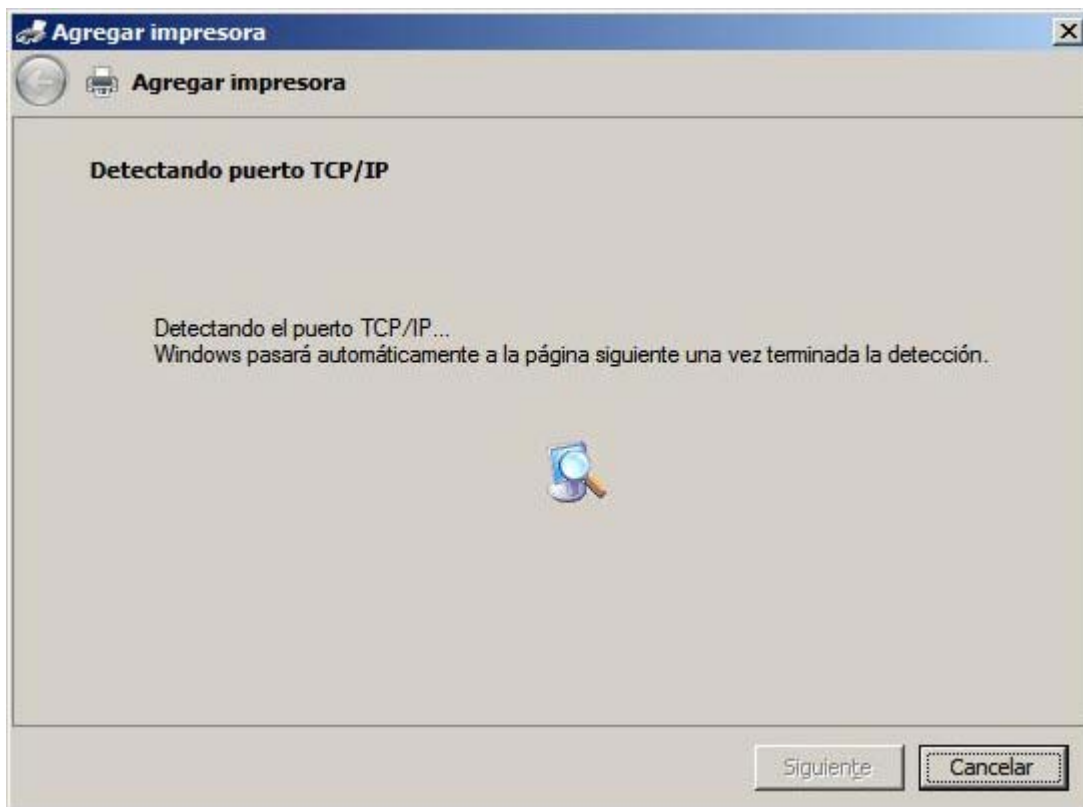 Agregar impresora
Agregar impresora
Detectando puerto TCP/IP
Detectando el puerto TCP/IP...
Windows pasará automáticamente a la página siguiente una vez terminada la detección.
Siguiente
Cancelar